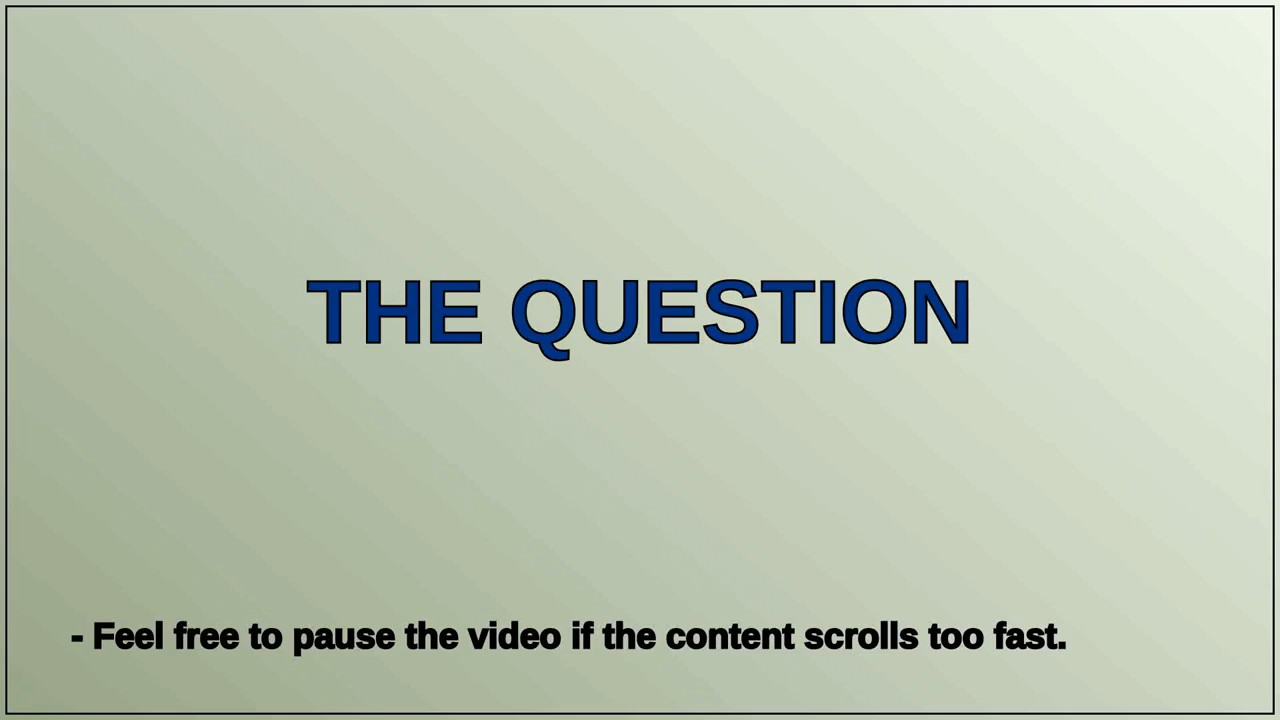 THE QUESTION
- Feel free to pause the video if the content scrolls too fast.